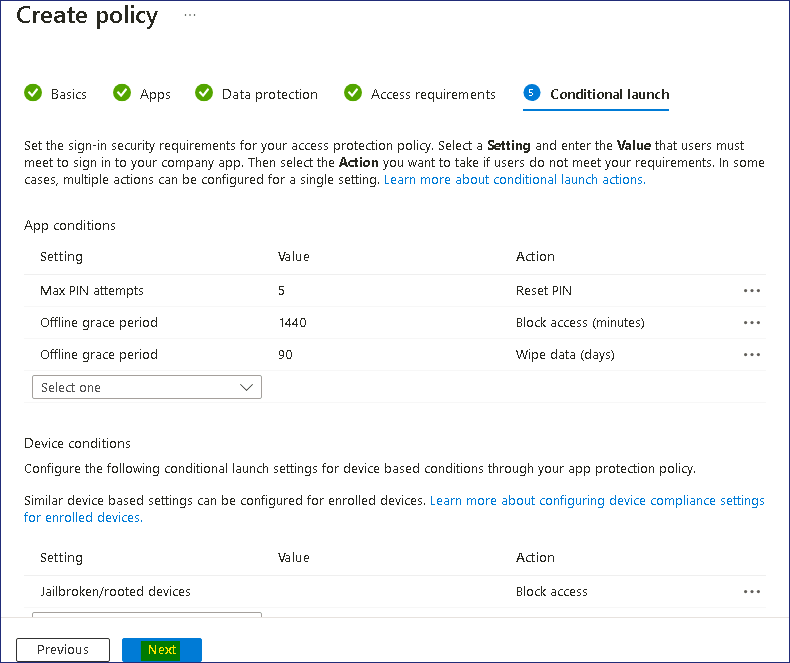 Create policy ...
Basics Apps Data protection Access requirements 5 Conditional launch
Set the sign-in security requirements for your access protection policy. Select a Setting and enter the Value that users must
meet to sign in to your company app. Then select the Action you want to take if users do not meet your requirements. In some
cases, multiple actions can be configured for a single setting. Learn more about conditional launch actions.
App conditions
Setting Value Action
Max PIN attempts 5 Reset PIN ...
Offline grace period 1440 Block access (minutes) ...
Offline grace period 90 Wipe data (days) ...
Select one
Device conditions
Configure the following conditional launch settings for device based conditions through your app protection policy.
Similar device based settings can be configured for enrolled devices. Learn more about configuring device compliance settings
for enrolled devices.
Setting Value Action
Jailbroken/rooted devices Block access ...
Previous Next